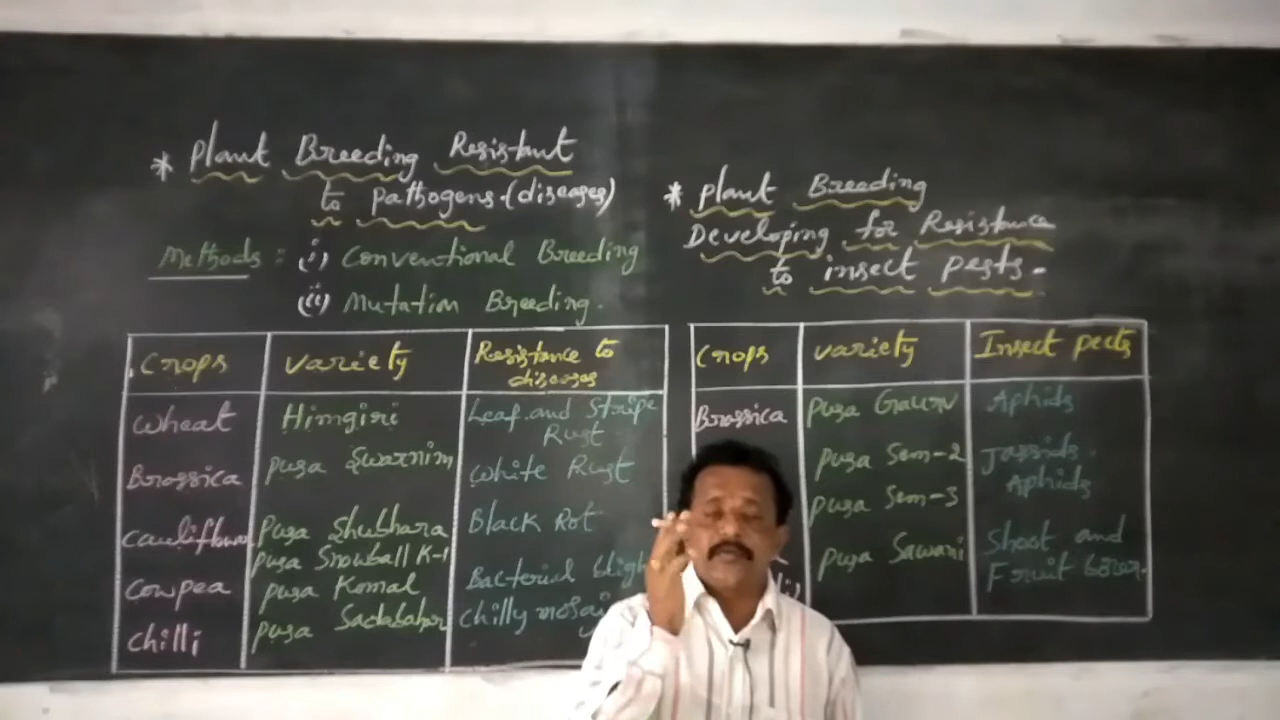 * Plant Breeding Resistant
to Pathogens. (diseases)
Methods : (i) Conventional Breeding
(ii) Mutation Breeding.
Crops variety Resistance to
diseases
Wheat Himgiri Leaf and Stripe
Rust
Brassica Pusa Swarnim White Rust
Cauliflower Pusa Shubhara Black Rot
Pusa Snowball K-1
Cowpea Pusa Komal Bacterial bligh
Chilli Pusa Sadabahar Chilly mosai
* Plant Breeding
Developing for Resistance
to insect pests.
Crops variety Insect pects
Brassica Pusa Gaurav Aphids
Pusa Sem-2 Jassids.
Aphids
Pusa Sem-3
Pusa Sawani Shoot and
Fruit Borer.